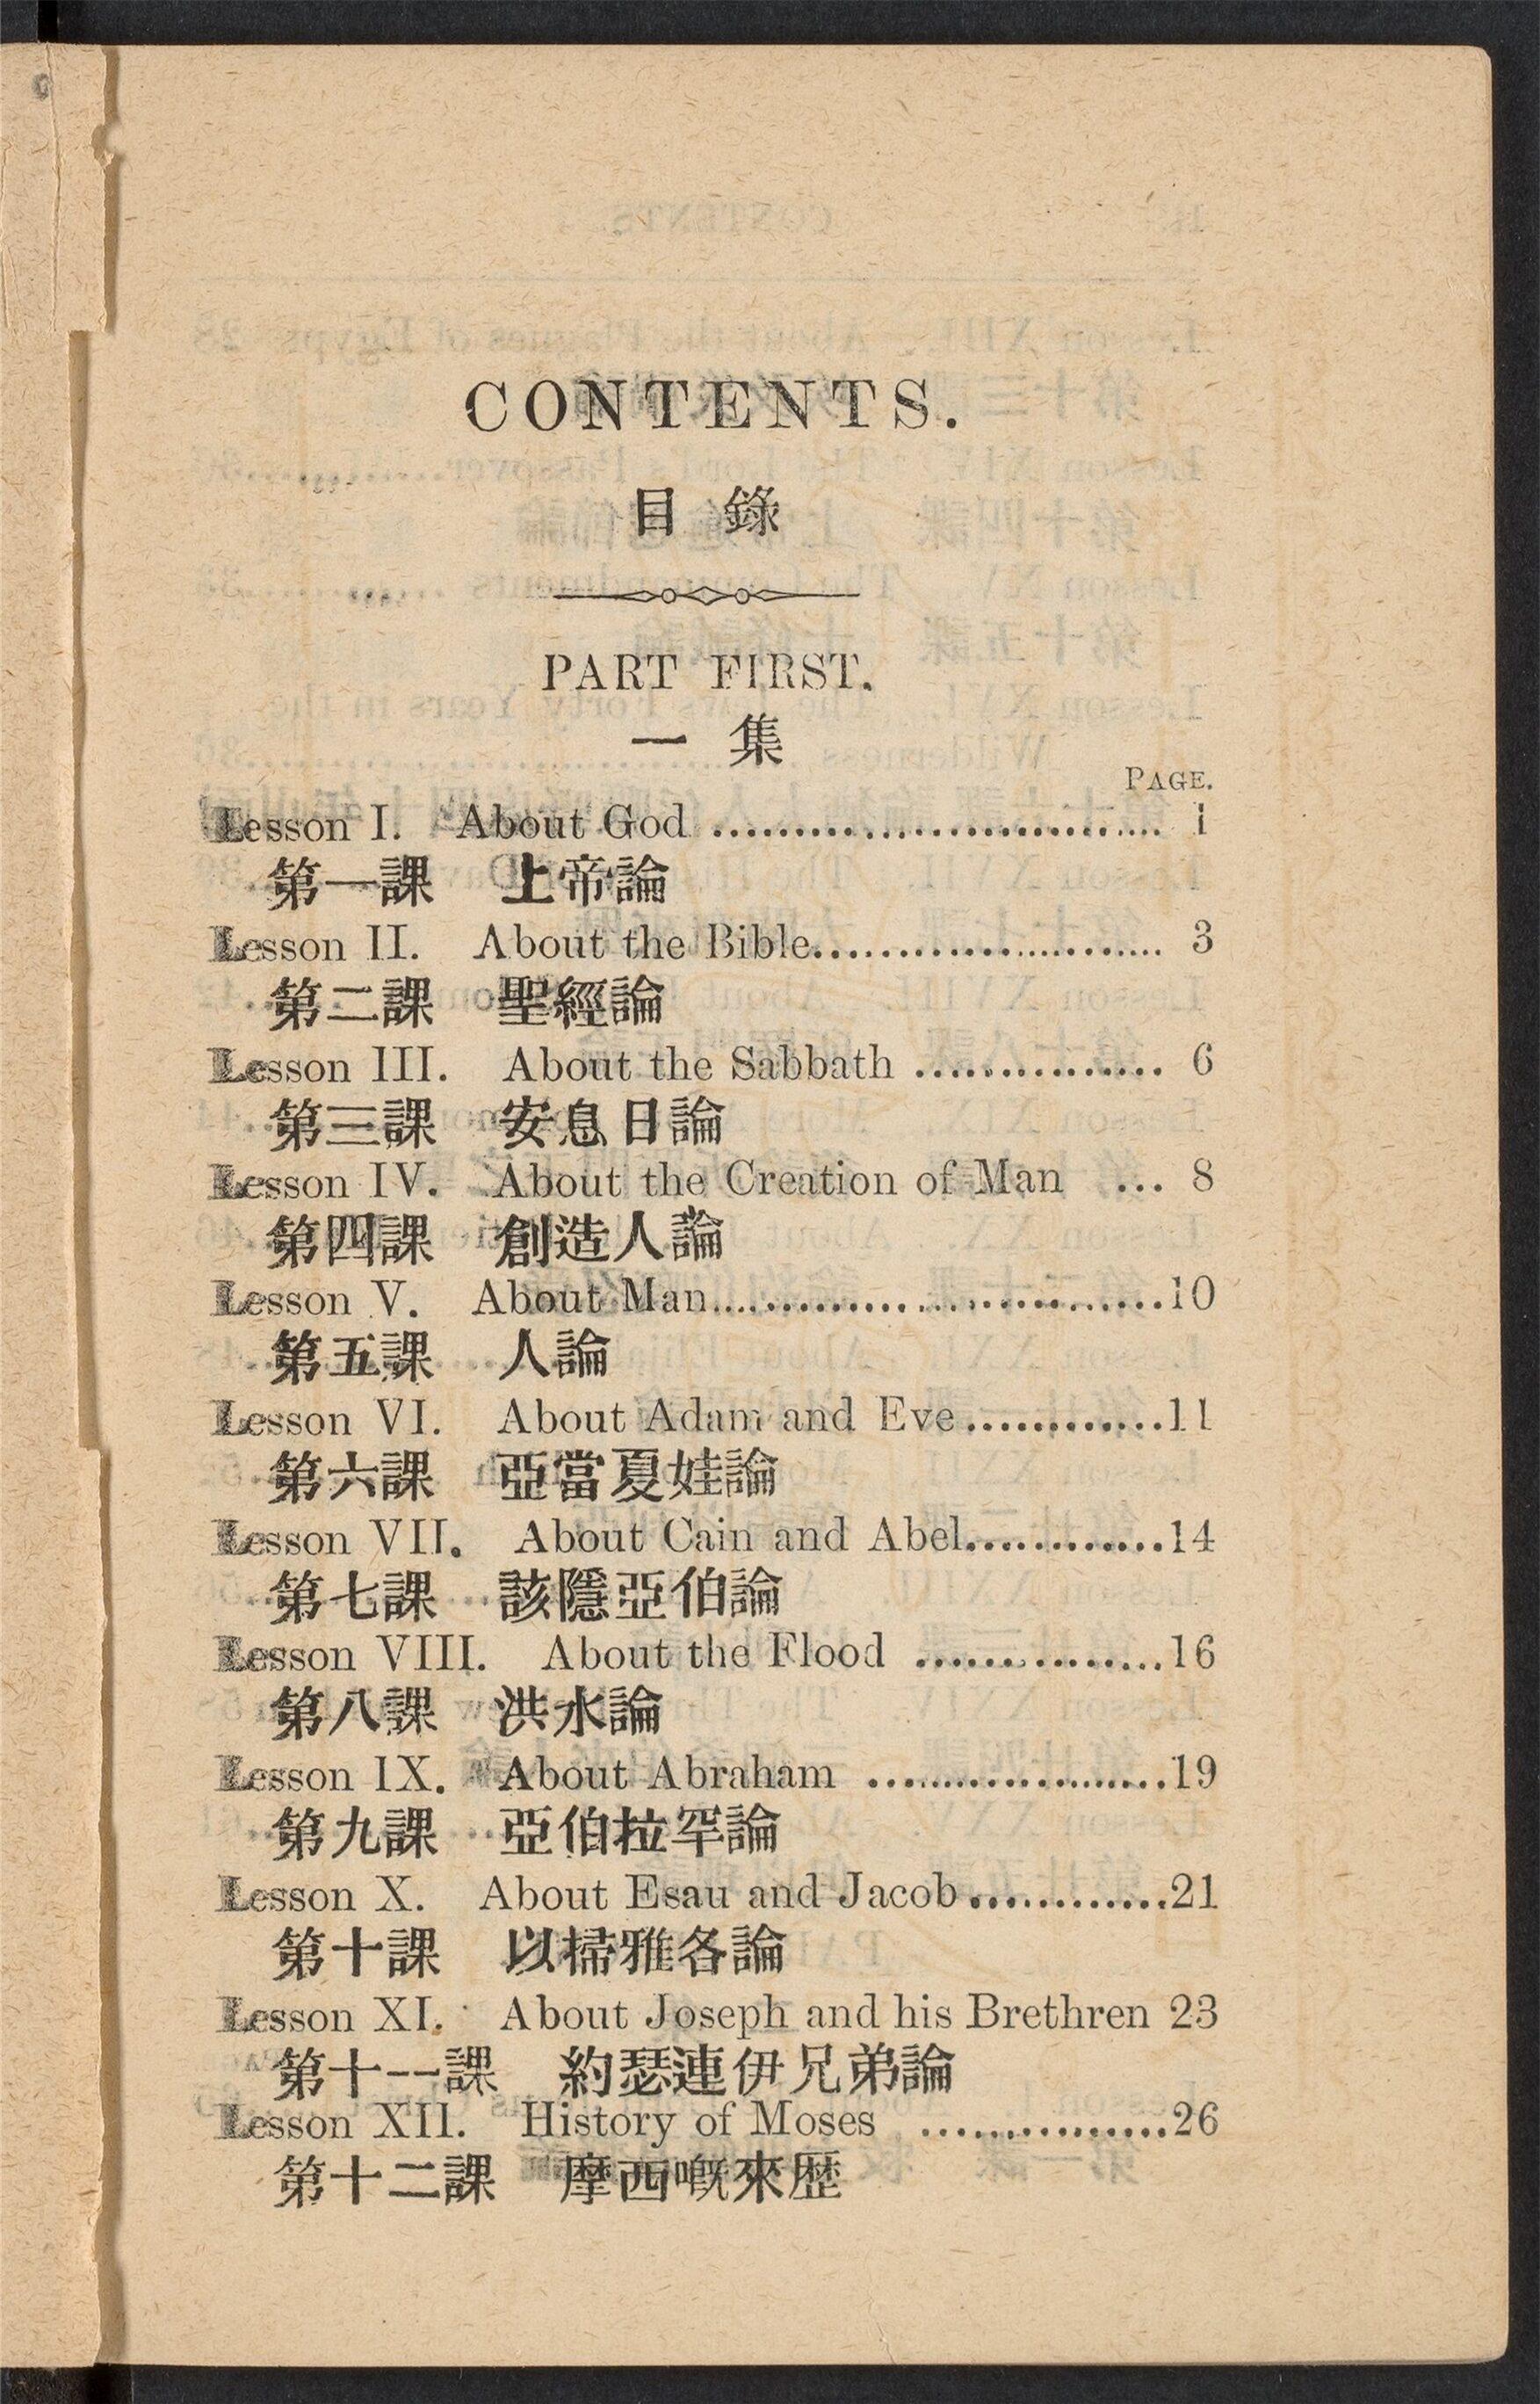 CONTENTS.
目錄
PART FIRST.
一集
PAGE.
Lesson I. About God .............................. 1
第一課 上帝論
Lesson II. About the Bible....................... 3
第二課 聖經論
Lesson III. About the Sabbath ............... 6
第三課 安息日論
Lesson IV. About the Creation of Man ... 8
第四課 創造人論
Lesson V. About Man..............................10
第五課 人論
Lesson VI. About Adam and Eve............11
第六課 亞當夏娃論
Lesson VII. About Cain and Abel............14
第七課 該隱亞伯論
Lesson VIII. About the Flood ...............16
第八課 洪水論
Lesson IX. About Abraham ..................19
第九課 亞伯拉罕論
Lesson X. About Esau and Jacob............21
第十課 以掃雅各論
Lesson XI. About Joseph and his Brethren 23
第十一課 約瑟連伊兄弟論
Lesson XII. History of Moses ...............26
第十二課 摩西嘅來歷